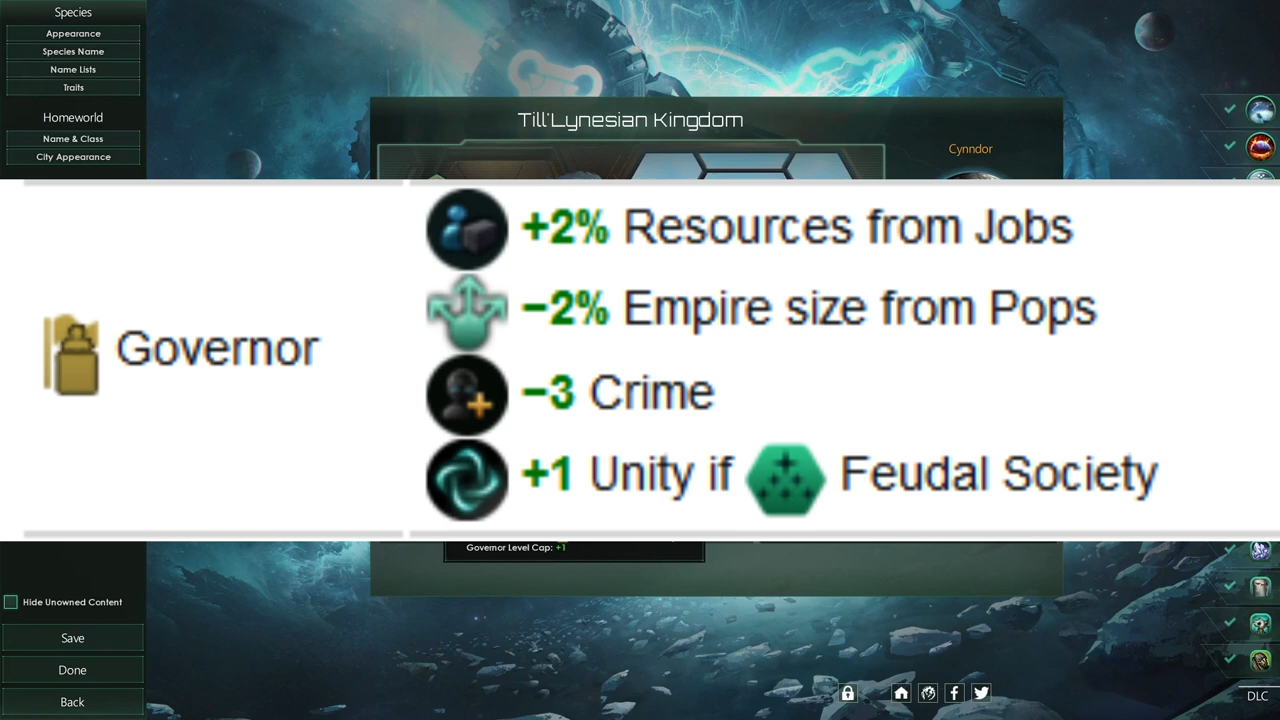 Species
Appearance
Species Name
Name Lists
Traits
Homeworld
Name & Class
City Appearance
Till'Lynesian Kingdom
Cynndor
Governor
+2% Resources from Jobs
−2% Empire size from Pops
−3 Crime
+1 Unity if Feudal Society
Governor Level Cap: +1
Hide Unowned Content
Save
Done
Back
DLC